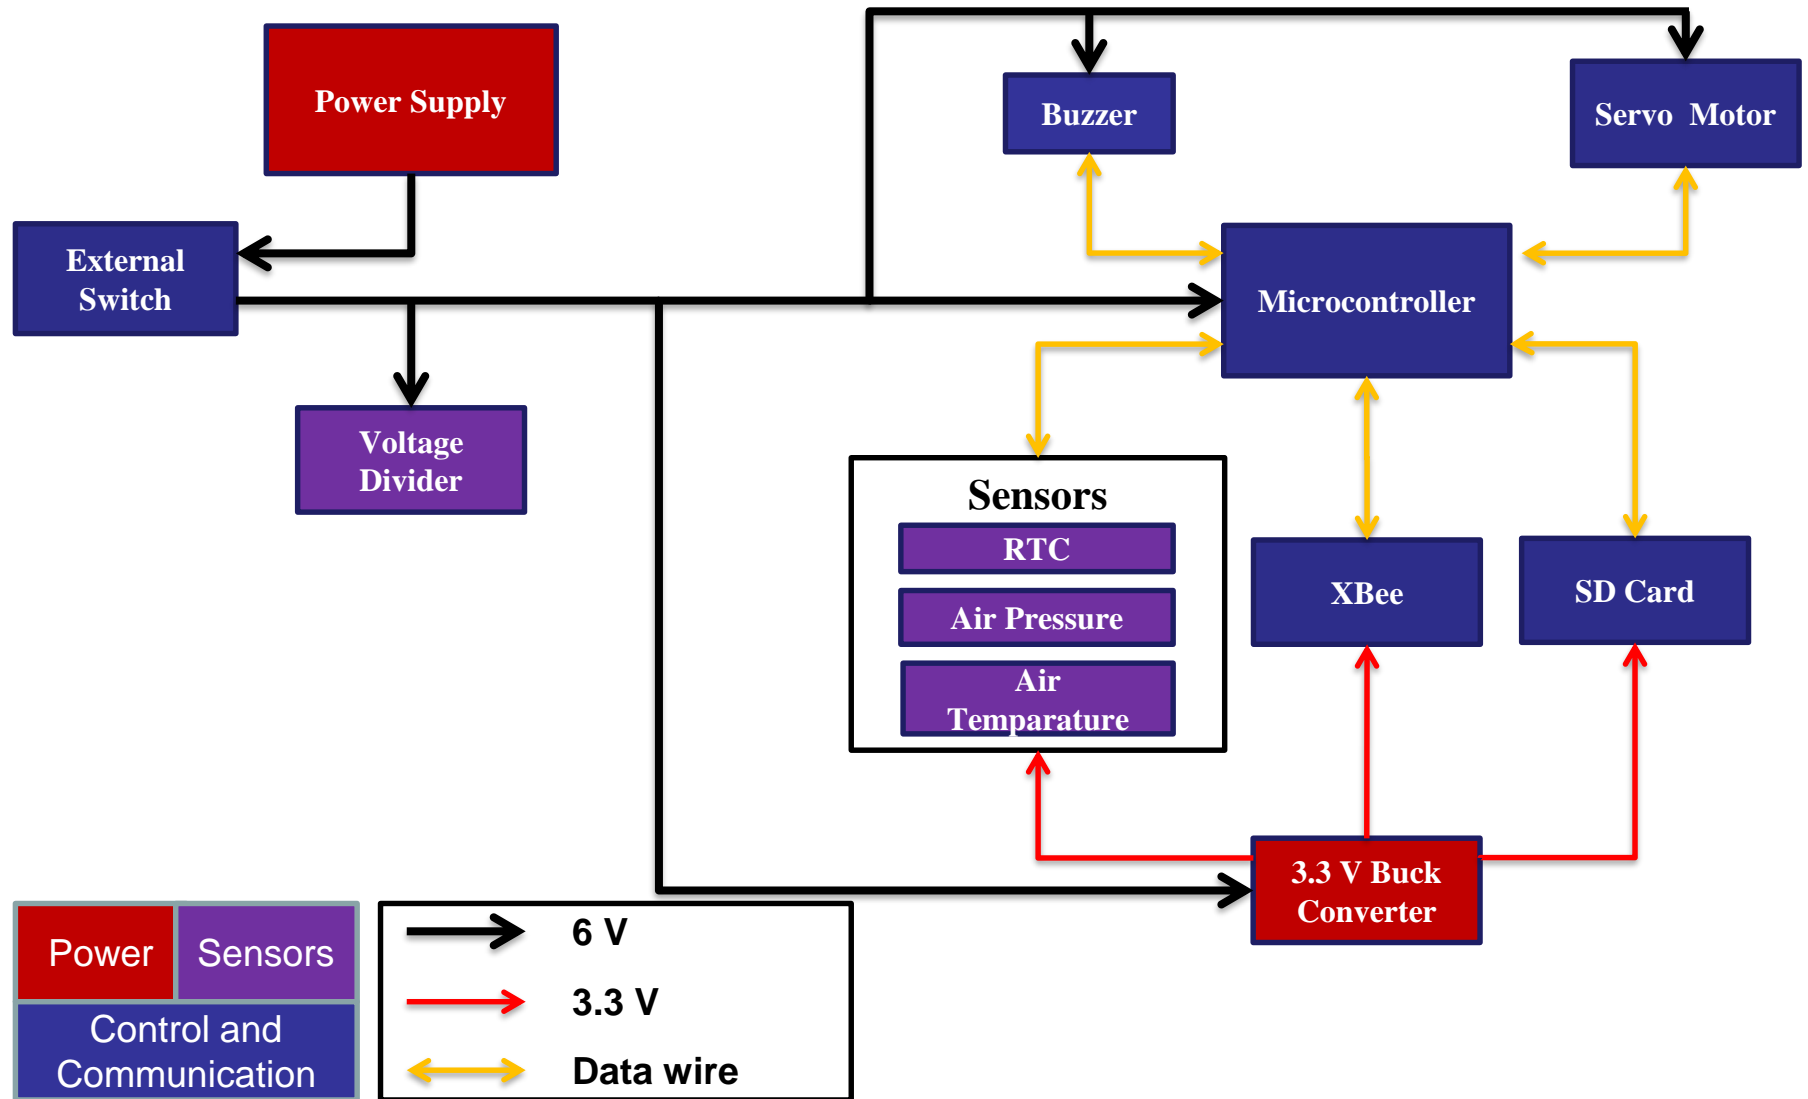 Power Supply
Buzzer
Servo  Motor
External
Switch
Microcontroller
Voltage
Divider
Sensors
RTC
Air Pressure
Air
Temparature
XBee
SD Card
3.3 V Buck
Converter
Power
Sensors
Control and
Communication
6 V
3.3 V
Data wire